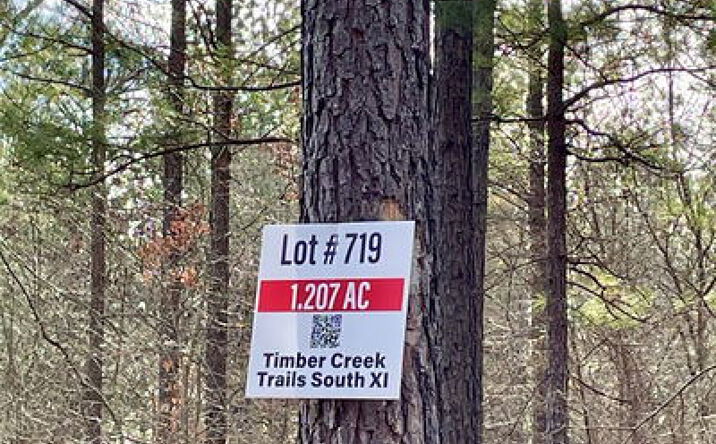 Lot # 719
1.207 AC
Timber Creek
Trails South XI